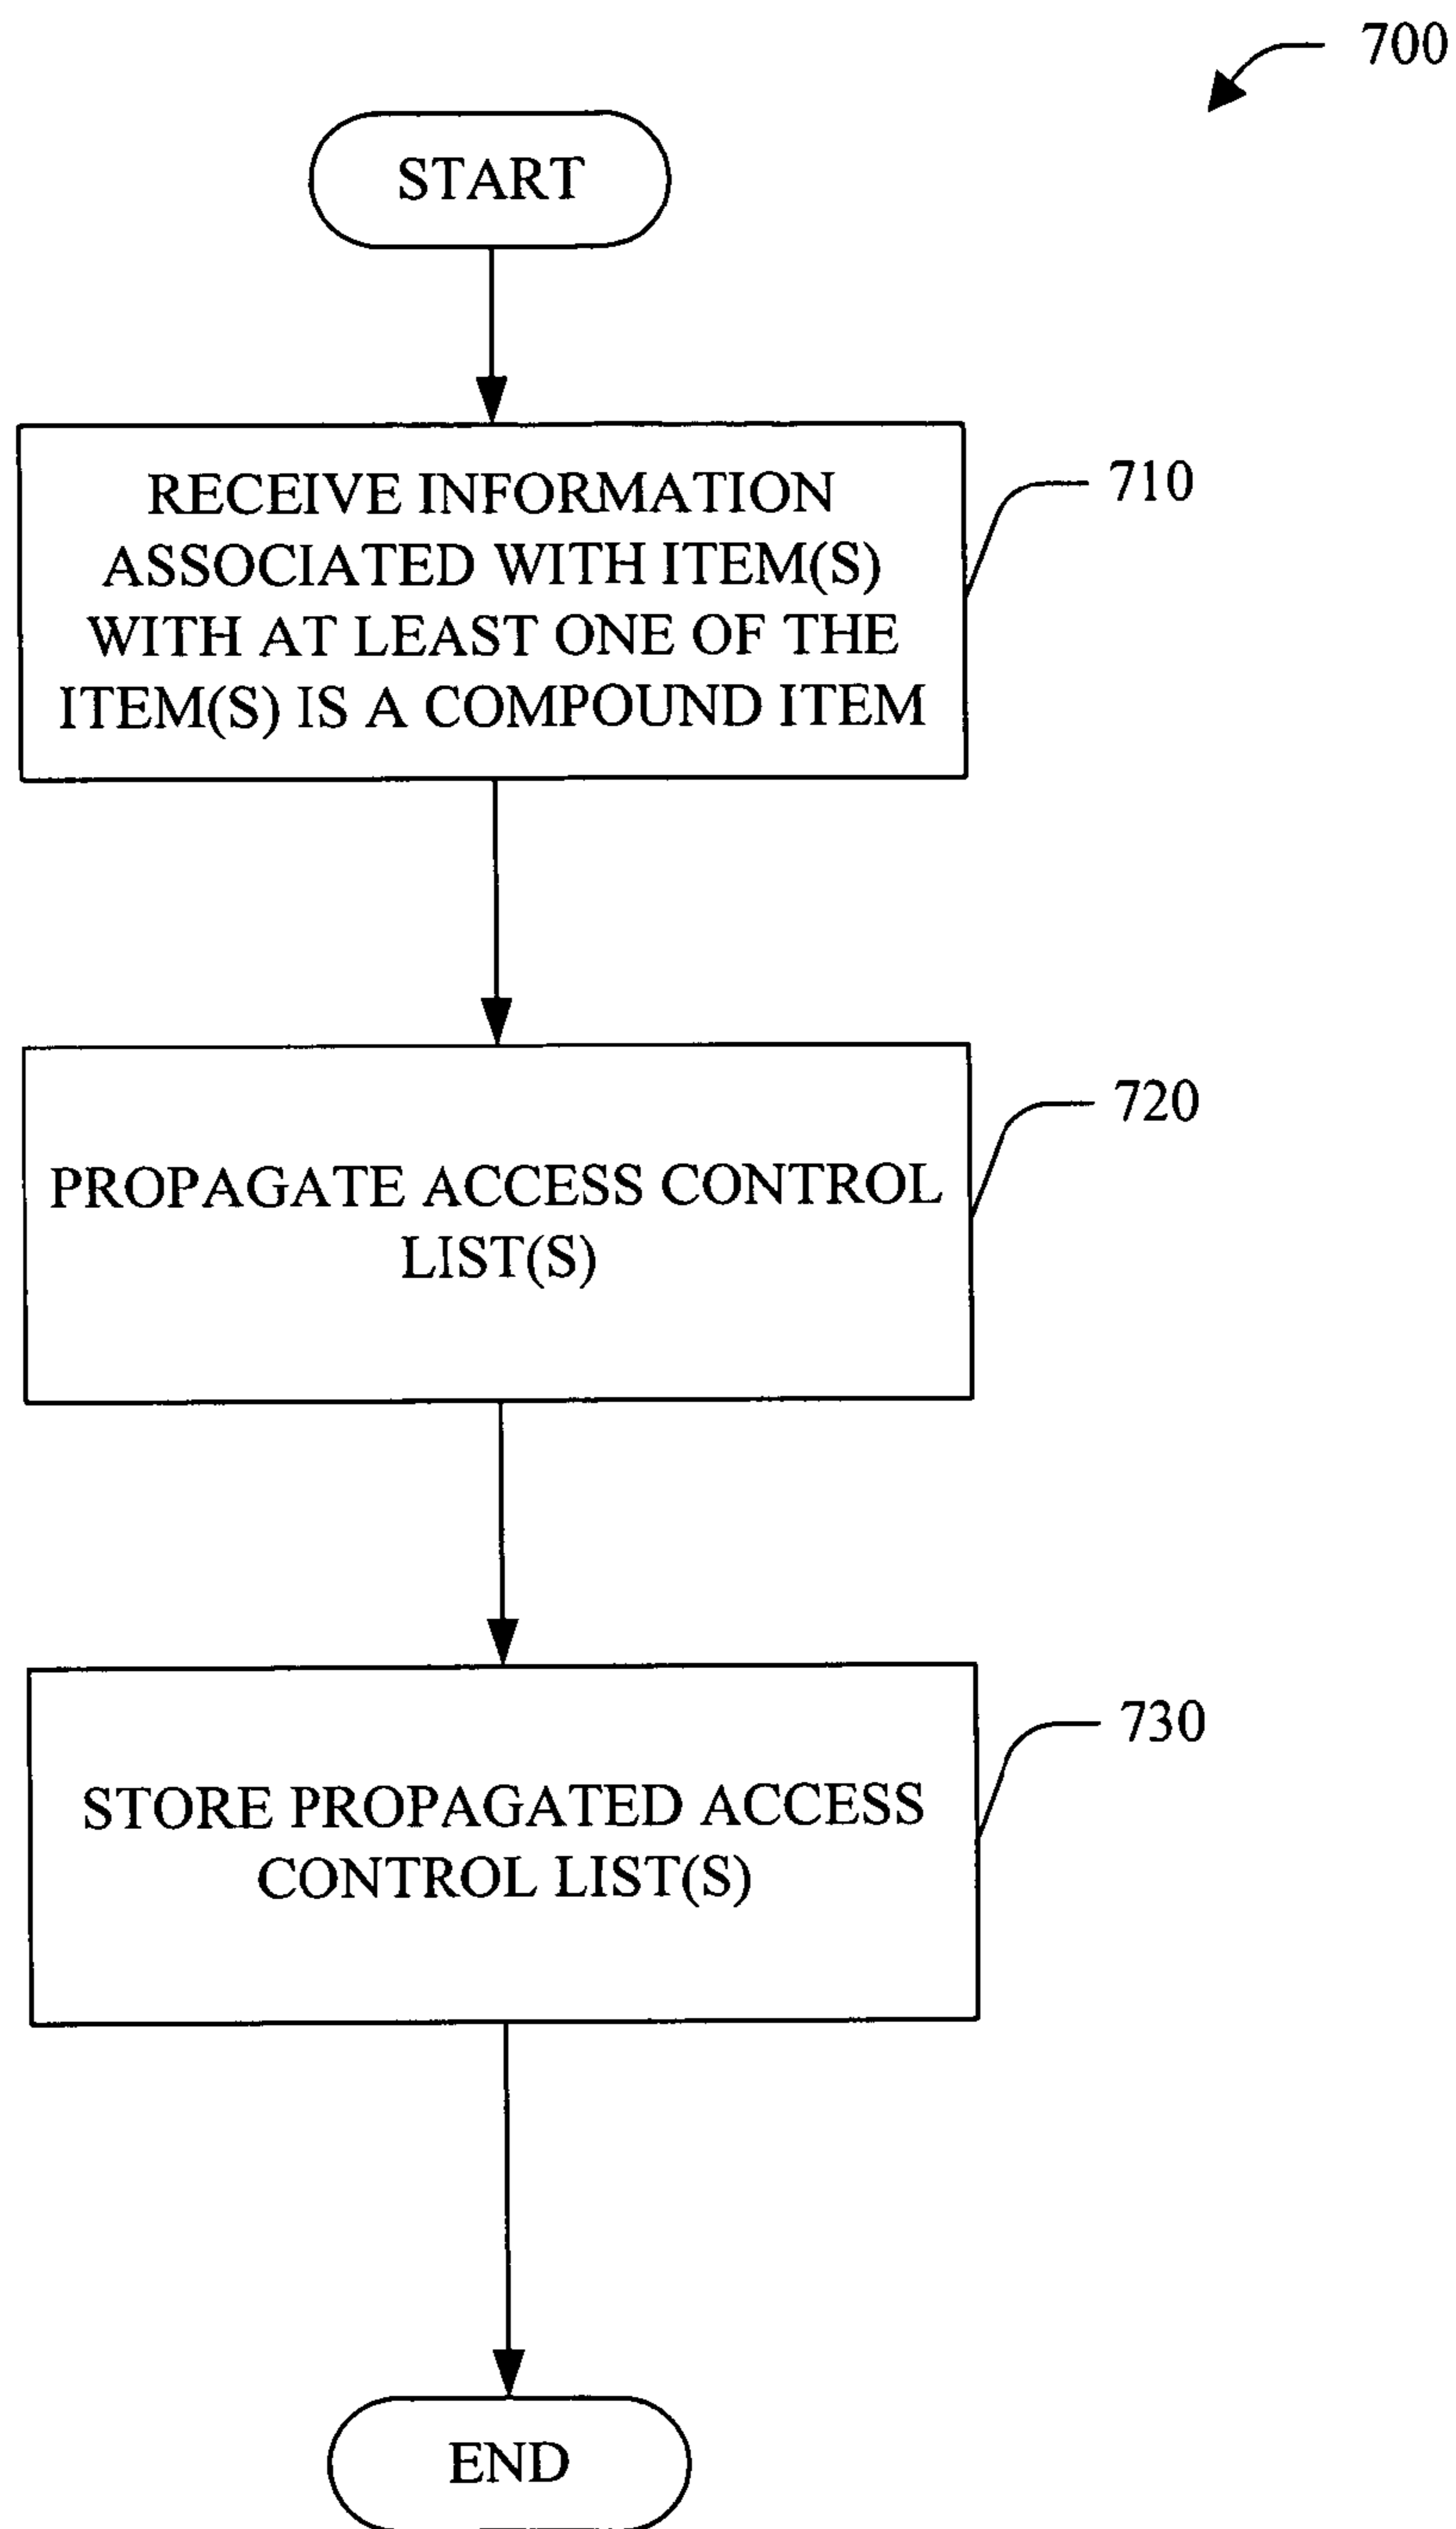 700
START
RECEIVE INFORMATION
ASSOCIATED WITH ITEM(S)
WITH AT LEAST ONE OF THE
ITEM(S) IS A COMPOUND ITEM
710
PROPAGATE ACCESS CONTROL
LIST(S)
720
STORE PROPAGATED ACCESS
CONTROL LIST(S)
730
END